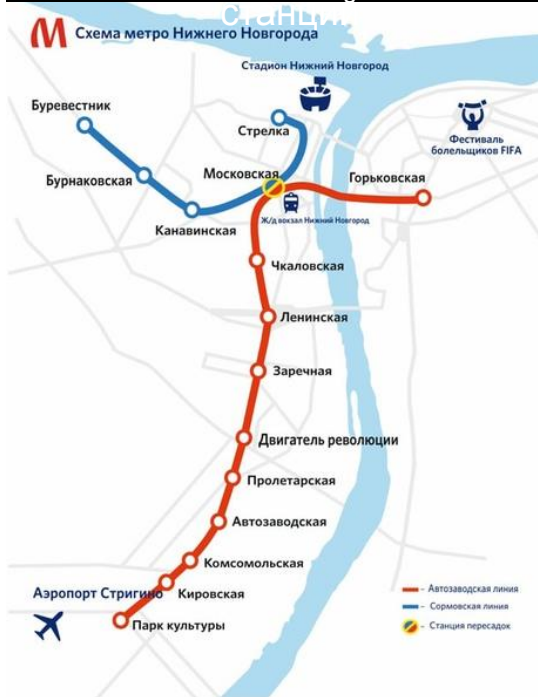 станций
М Схема метро Нижнего Новгорода
Стадион Нижний Новгород
Буревестник
Стрелка
Фестиваль
болельщиков FIFA
Бурнаковская
Московская
Горьковская
Ж/д вокзал Нижний Новгород
Канавинская
Чкаловская
Ленинская
Заречная
Двигатель революции
Пролетарская
Автозаводская
Комсомольская
Аэропорт Стригино
Кировская
Парк культуры
– Автозаводская линия
– Сормовская линия
– Станция пересадок